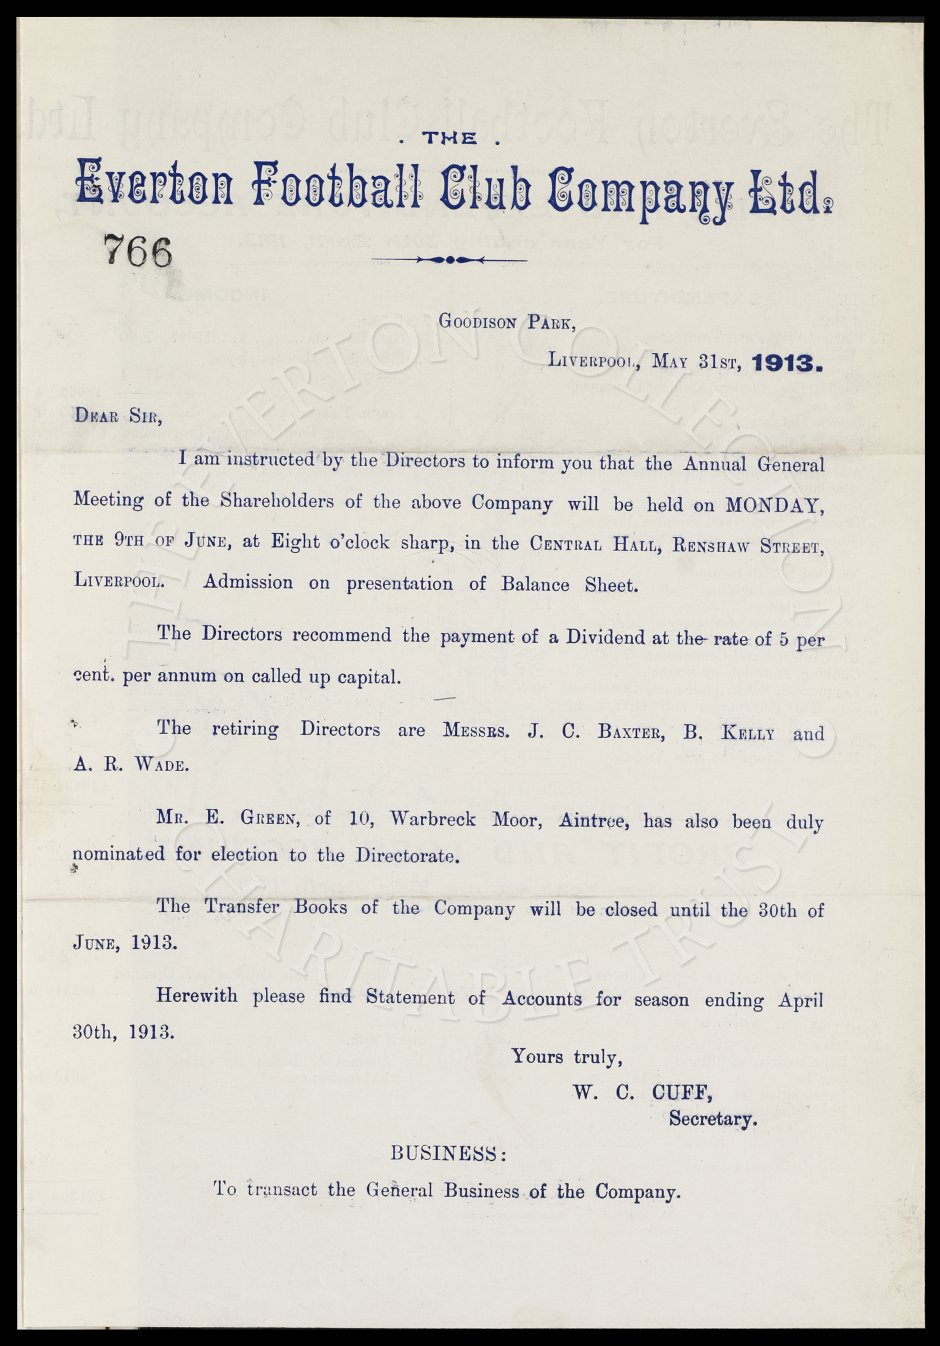 . THE .
Everton Football Club Company Ltd.
766
GOODISON PARK,
LIVERPOOL, MAY 31ST, 1913.
DEAR SIR,
I am instructed by the Directors to inform you that the Annual General
Meeting of the Shareholders of the above Company will be held on MONDAY,
THE 9TH OF JUNE, at Eight o'clock sharp, in the CENTRAL HALL, RENSHAW STREET,
LIVERPOOL. Admission on presentation of Balance Sheet.
The Directors recommend the payment of a Dividend at the rate of 5 per
cent. per annum on called up capital.
The retiring Directors are MESSRS. J. C. BAXTER, B. KELLY and
A. R. WADE.
MR. E. GREEN, of 10, Warbreck Moor, Aintree, has also been duly
nominated for election to the Directorate.
The Transfer Books of the Company will be closed until the 30th of
JUNE, 1913.
Herewith please find Statement of Accounts for season ending April
30th, 1913.
Yours truly,
W. C. CUFF,
Secretary.
BUSINESS:
To transact the General Business of the Company.
THE EVERTON COLLECTION
CHARITABLE TRUST